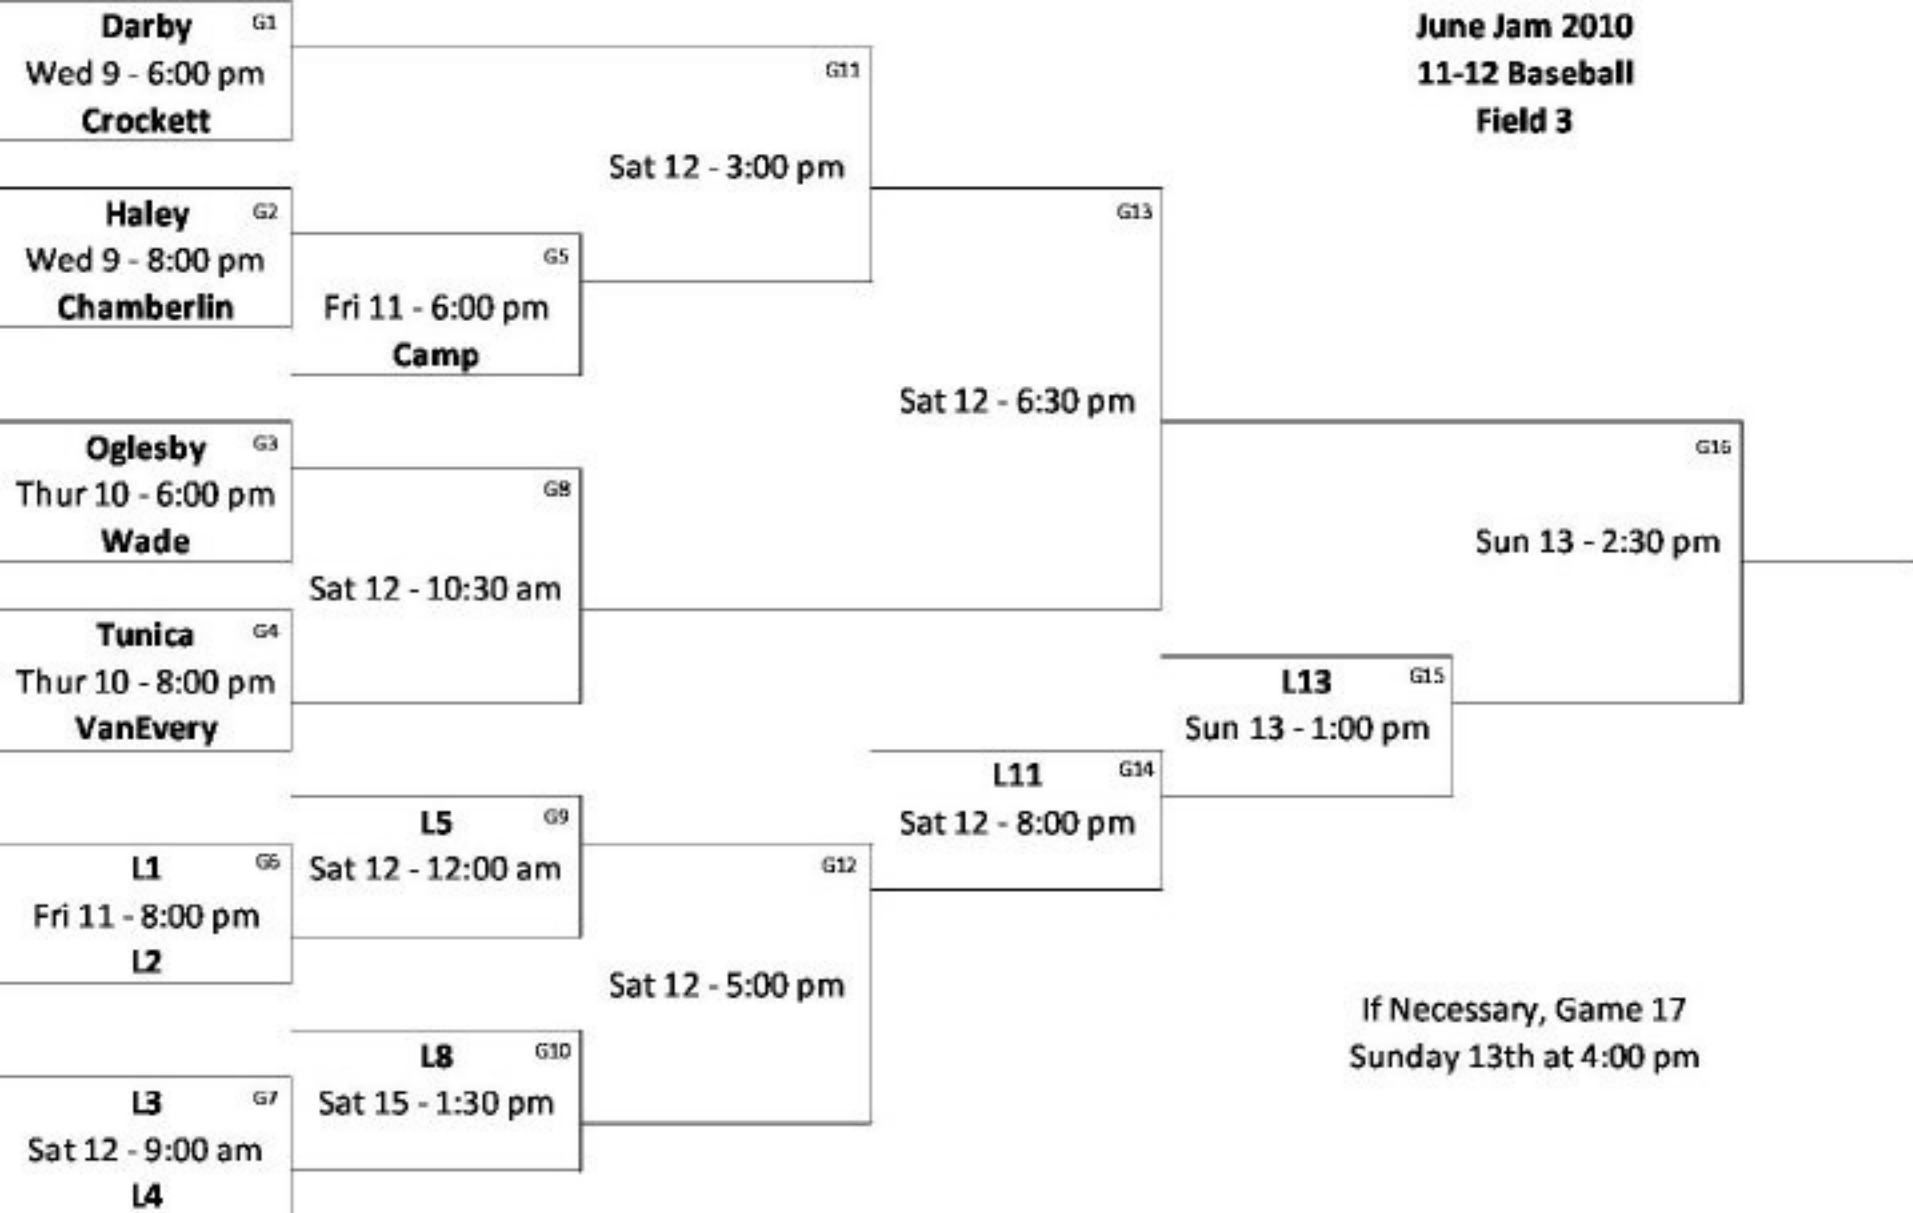 June Jam 2010
11-12 Baseball
Field 3
Darby G1
Wed 9 - 6:00 pm
Crockett
Haley G2
Wed 9 - 8:00 pm
Chamberlin
Oglesby G3
Thur 10 - 6:00 pm
Wade
Tunica G4
Thur 10 - 8:00 pm
VanEvery
L1 G6
Fri 11 - 8:00 pm
L2
L3 G7
Sat 12 - 9:00 am
L4
G5
Fri 11 - 6:00 pm
Camp
G8
Sat 12 - 10:30 am
L5 G9
Sat 12 - 12:00 am
L8 G10
Sat 15 - 1:30 pm
G11
Sat 12 - 3:00 pm
G12
Sat 12 - 5:00 pm
G13
Sat 12 - 6:30 pm
L11 G14
Sat 12 - 8:00 pm
L13 G15
Sun 13 - 1:00 pm
G16
Sun 13 - 2:30 pm
If Necessary, Game 17
Sunday 13th at 4:00 pm